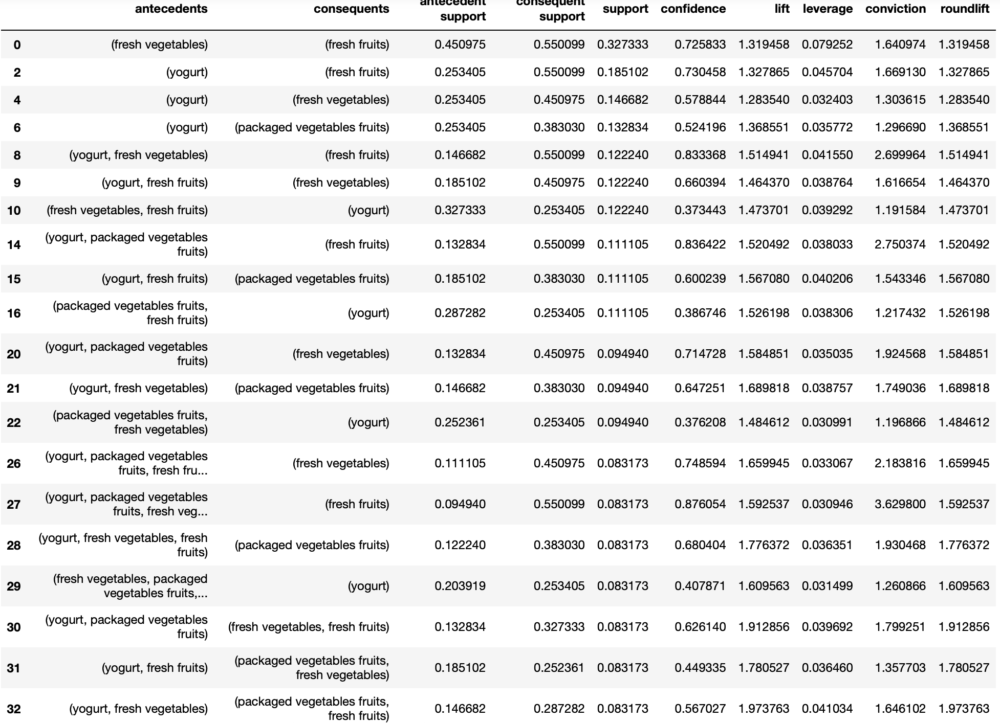 antecedents consequents antecedent support consequent support support confidence lift leverage conviction roundlift
0 (fresh vegetables) (fresh fruits) 0.450975 0.550099 0.327333 0.725833 1.319458 0.079252 1.640974 1.319458
2 (yogurt) (fresh fruits) 0.253405 0.550099 0.185102 0.730458 1.327865 0.045704 1.669130 1.327865
4 (yogurt) (fresh vegetables) 0.253405 0.450975 0.146682 0.578844 1.283540 0.032403 1.303615 1.283540
6 (yogurt) (packaged vegetables fruits) 0.253405 0.383030 0.132834 0.524196 1.368551 0.035772 1.296690 1.368551
8 (yogurt, fresh vegetables) (fresh fruits) 0.146682 0.550099 0.122240 0.833368 1.514941 0.041550 2.699964 1.514941
9 (yogurt, fresh fruits) (fresh vegetables) 0.185102 0.450975 0.122240 0.660394 1.464370 0.038764 1.616654 1.464370
10 (fresh vegetables, fresh fruits) (yogurt) 0.327333 0.253405 0.122240 0.373443 1.473701 0.039292 1.191584 1.473701
14 (yogurt, packaged vegetables fruits) (fresh fruits) 0.132834 0.550099 0.111105 0.836422 1.520492 0.038033 2.750374 1.520492
15 (yogurt, fresh fruits) (packaged vegetables fruits) 0.185102 0.383030 0.111105 0.600239 1.567080 0.040206 1.543346 1.567080
16 (packaged vegetables fruits, fresh fruits) (yogurt) 0.287282 0.253405 0.111105 0.386746 1.526198 0.038306 1.217432 1.526198
20 (yogurt, packaged vegetables fruits) (fresh vegetables) 0.132834 0.450975 0.094940 0.714728 1.584851 0.035035 1.924568 1.584851
21 (yogurt, fresh vegetables) (packaged vegetables fruits) 0.146682 0.383030 0.094940 0.647251 1.689818 0.038757 1.749036 1.689818
22 (packaged vegetables fruits, fresh vegetables) (yogurt) 0.252361 0.253405 0.094940 0.376208 1.484612 0.030991 1.196866 1.484612
26 (yogurt, packaged vegetables fruits, fresh fru... (fresh vegetables) 0.111105 0.450975 0.083173 0.748594 1.659945 0.033067 2.183816 1.659945
27 (yogurt, packaged vegetables fruits, fresh veg... (fresh fruits) 0.094940 0.550099 0.083173 0.876054 1.592537 0.030946 3.629800 1.592537
28 (yogurt, fresh vegetables, fresh fruits) (packaged vegetables fruits) 0.122240 0.383030 0.083173 0.680404 1.776372 0.036351 1.930468 1.776372
29 (fresh vegetables, packaged vegetables fruits,... (yogurt) 0.203919 0.253405 0.083173 0.407871 1.609563 0.031499 1.260866 1.609563
30 (yogurt, packaged vegetables fruits) (fresh vegetables, fresh fruits) 0.132834 0.327333 0.083173 0.626140 1.912856 0.039692 1.799251 1.912856
31 (yogurt, fresh fruits) (packaged vegetables fruits, fresh vegetables) 0.185102 0.252361 0.083173 0.449335 1.780527 0.036460 1.357703 1.780527
32 (yogurt, fresh vegetables) (packaged vegetables fruits, fresh fruits) 0.146682 0.287282 0.083173 0.567027 1.973763 0.041034 1.646102 1.973763